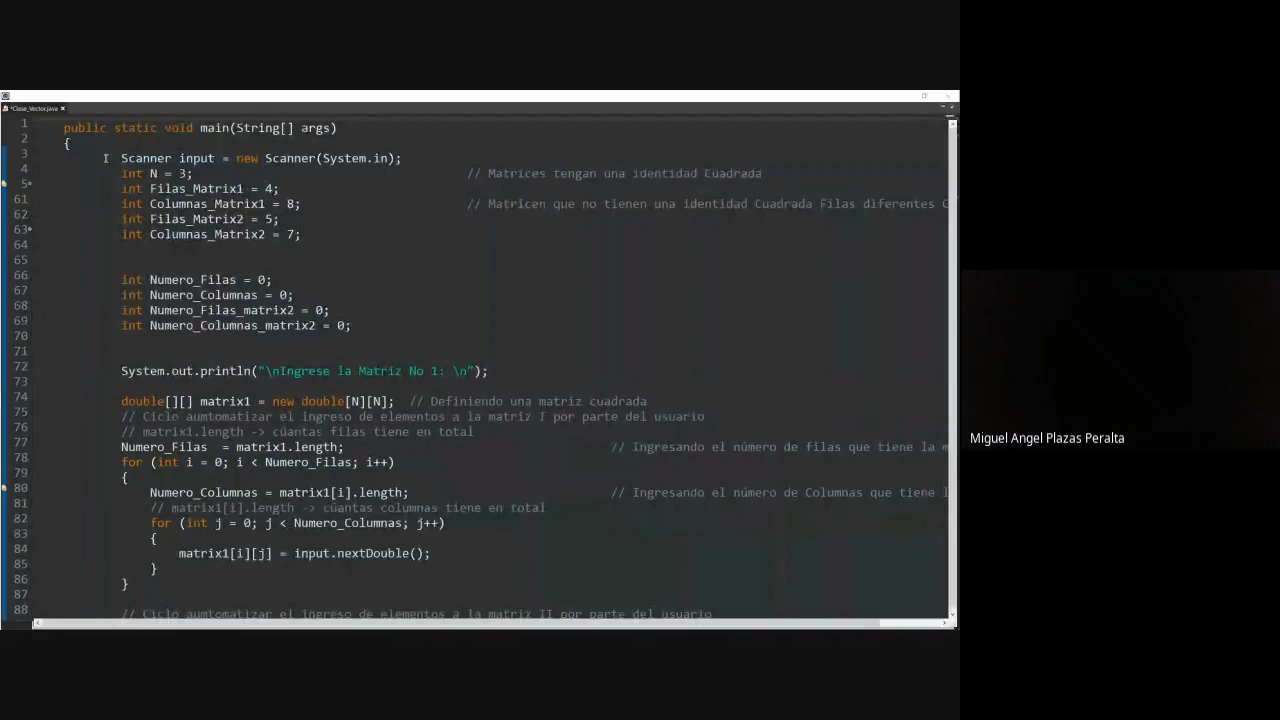 *Clase_Vector.java
1 public static void main(String[] args)
2 {
3 Scanner input = new Scanner(System.in);
4 int N = 3; // Matrices tengan una identidad Cuadrada
5 int Filas_Matrix1 = 4;
61 int Columnas_Matrix1 = 8; // Matricen que no tienen una identidad Cuadrada Filas diferentes C
62 int Filas_Matrix2 = 5;
63 int Columnas_Matrix2 = 7;
64
65
66 int Numero_Filas = 0;
67 int Numero_Columnas = 0;
68 int Numero_Filas_matrix2 = 0;
69 int Numero_Columnas_matrix2 = 0;
70
71
72 System.out.println("\nIngrese la Matriz No 1: \n");
73
74 double[][] matrix1 = new double[N][N]; // Definiendo una matriz cuadrada
75 // Ciclo aumtomatizar el ingreso de elementos a la matriz I por parte del usuario
76 // matrix1.length -> cuantas filas tiene en total
77 Numero_Filas = matrix1.length; // Ingresando el número de filas que tiene la m
78 for (int i = 0; i < Numero_Filas; i++)
79 {
80 Numero_Columnas = matrix1[i].length; // Ingresando el número de Columnas que tiene l
81 // matrix1[i].length -> cuantas columnas tiene en total
82 for (int j = 0; j < Numero_Columnas; j++)
83 {
84 matrix1[i][j] = input.nextDouble();
85 }
86 }
87
88 // Ciclo aumtomatizar el ingreso de elementos a la matriz II por parte del usuario
Miguel Angel Plazas Peralta